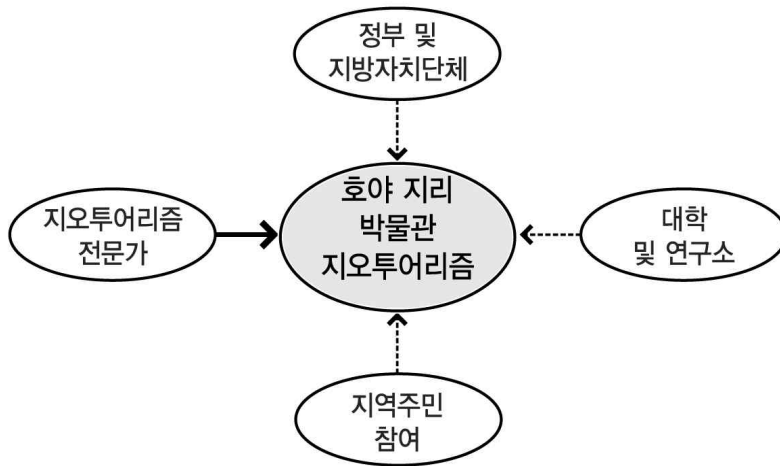 정부 및
지방자치단체
호야 지리
박물관
지오투어리즘
지오투어리즘
전문가
대학
및 연구소
지역주민
참여